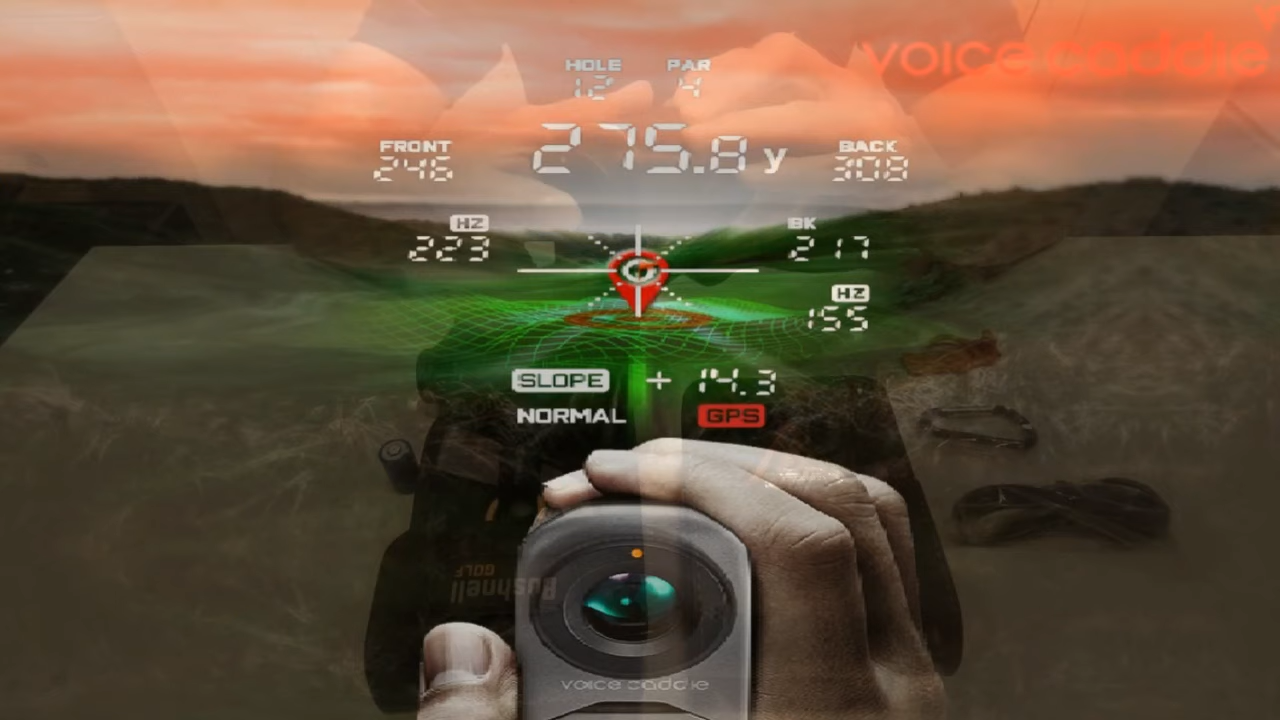 voice caddie
HOLE PAR
12 4
FRONT 275.8 y BACK
246 308
HZ BK
223 217
HZ
155
SLOPE + 14.3
NORMAL GPS
Bushnell
GOLF
voice caddie